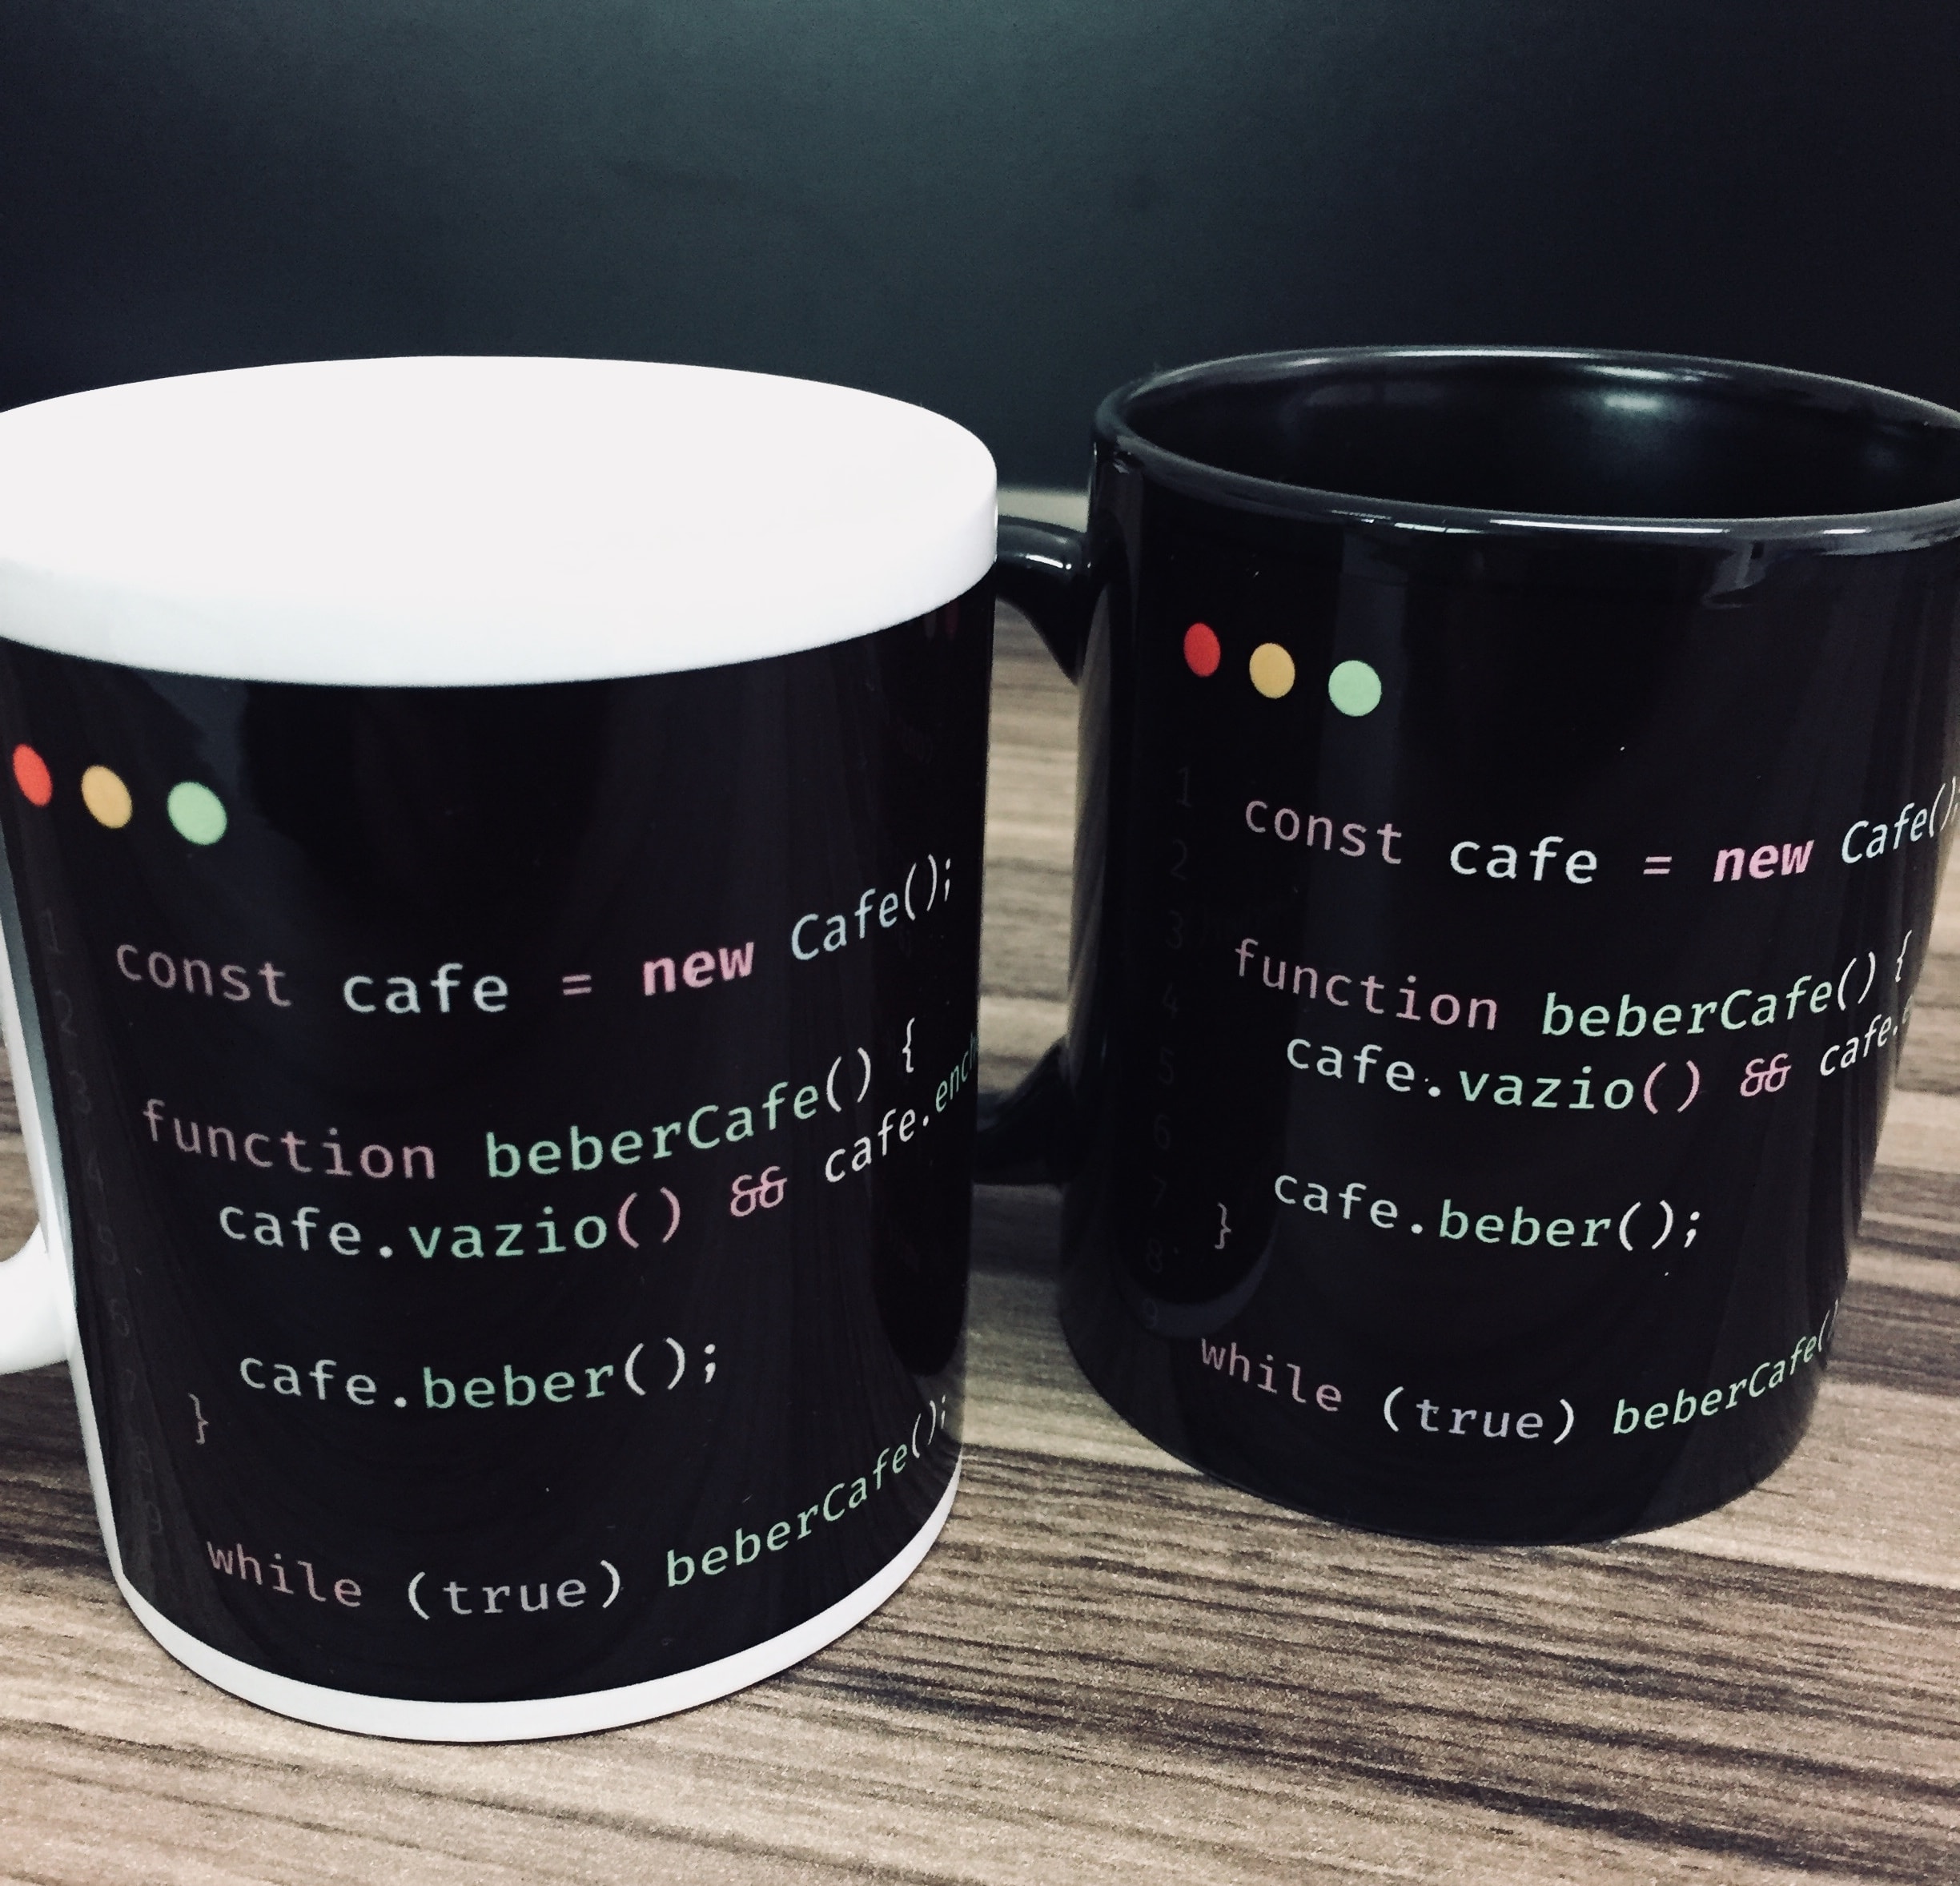 const cafe = new Cafe();
function beberCafe() {
cafe.vazio() && cafe.
cafe.beber();
}
while (true) beberCafe();
const cafe = new Cafe();
function beberCafe() {
cafe.vazio() && cafe.
cafe.beber();
}
while (true) beberCafe()